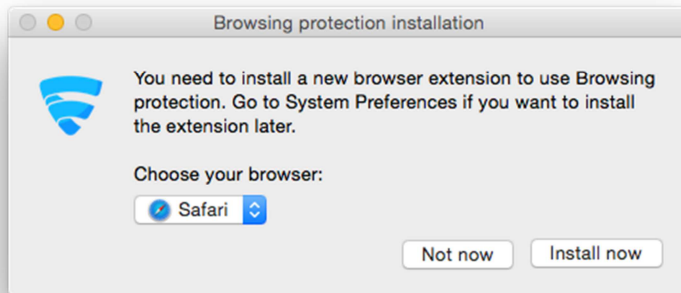 Browsing protection installation
You need to install a new browser extension to use Browsing
protection. Go to System Preferences if you want to install
the extension later.
Choose your browser:
Safari
Not now
Install now